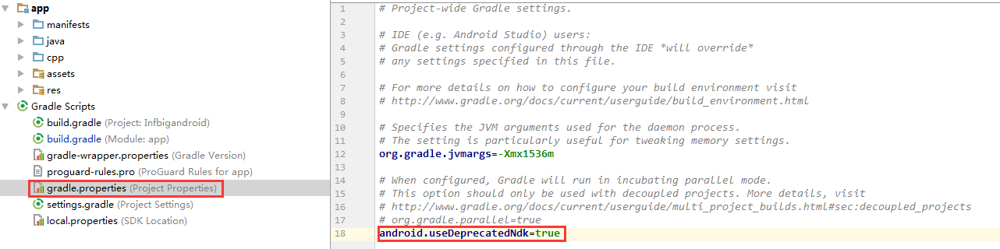 app
manifests
java
cpp
assets
res
Gradle Scripts
build.gradle (Project: Infbigandroid)
build.gradle (Module: app)
gradle-wrapper.properties (Gradle Version)
proguard-rules.pro (ProGuard Rules for app)
gradle.properties (Project Properties)
settings.gradle (Project Settings)
local.properties (SDK Location)
1 # Project-wide Gradle settings.
2
3 # IDE (e.g. Android Studio) users:
4 # Gradle settings configured through the IDE *will override*
5 # any settings specified in this file.
6
7 # For more details on how to configure your build environment visit
8 # http://www.gradle.org/docs/current/userguide/build_environment.html
9
10 # Specifies the JVM arguments used for the daemon process.
11 # The setting is particularly useful for tweaking memory settings.
12 org.gradle.jvmargs=-Xmx1536m
13
14 # When configured, Gradle will run in incubating parallel mode.
15 # This option should only be used with decoupled projects. More details, visit
16 # http://www.gradle.org/docs/current/userguide/multi_project_builds.html#sec:decoupled_projects
17 # org.gradle.parallel=true
18 android.useDeprecatedNdk=true